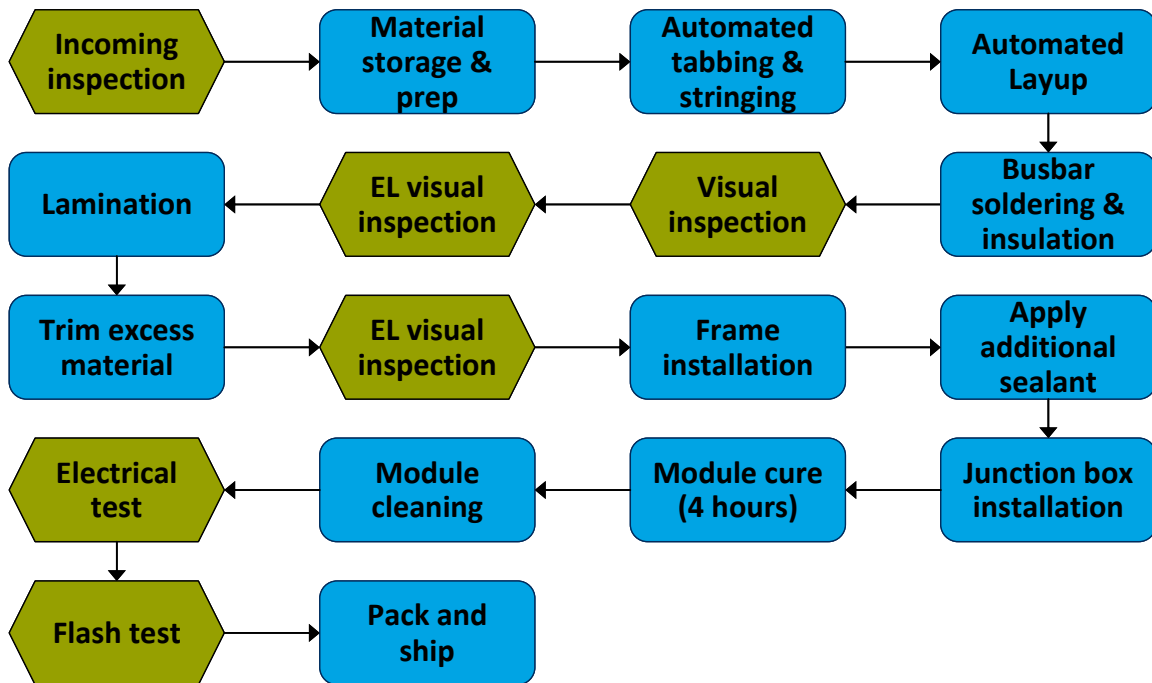 Incoming
inspection
Material
storage &
prep
Automated
tabbing &
stringing
Automated
Layup
Lamination
EL visual
inspection
Visual
inspection
Busbar
soldering &
insulation
Trim excess
material
EL visual
inspection
Frame
installation
Apply
additional
sealant
Electrical
test
Module
cleaning
Module cure
(4 hours)
Junction box
installation
Flash test
Pack and
ship